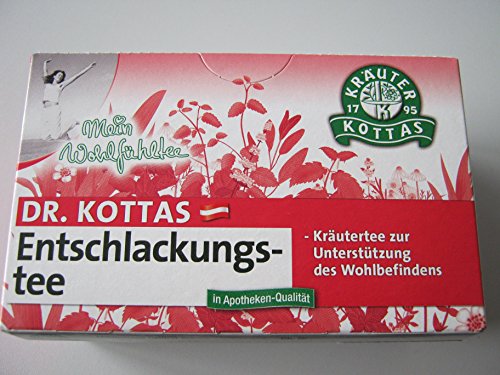 Mein
Wohlfühltee
KRÄUTER
17 95
KOTTAS
DR. KOTTAS
Entschlackungs-
tee
- Kräutertee zur
Unterstützung
des Wohlbefindens
in Apotheken-Qualität